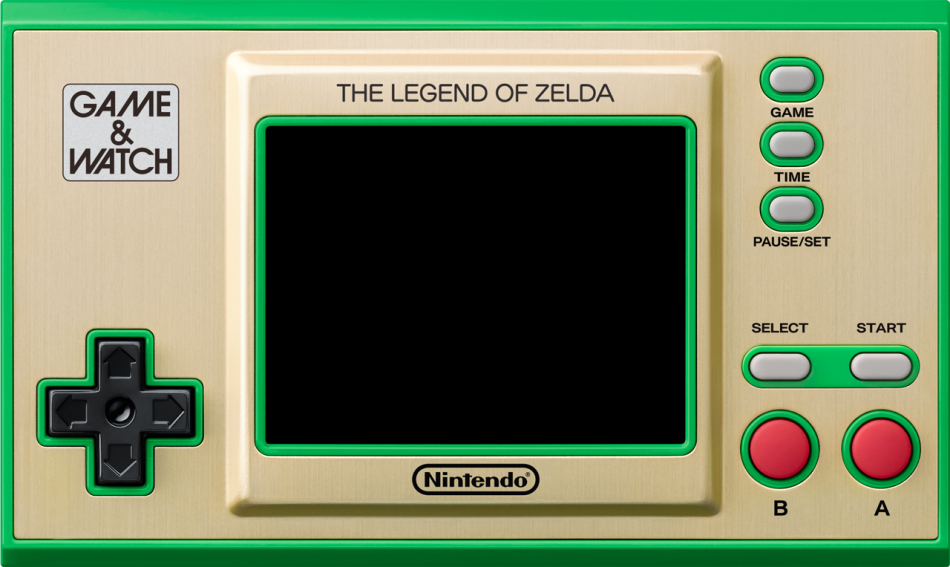 GAME
&
WATCH
THE LEGEND OF ZELDA
GAME
TIME
PAUSE/SET
SELECT
START
Nintendo®
B
A